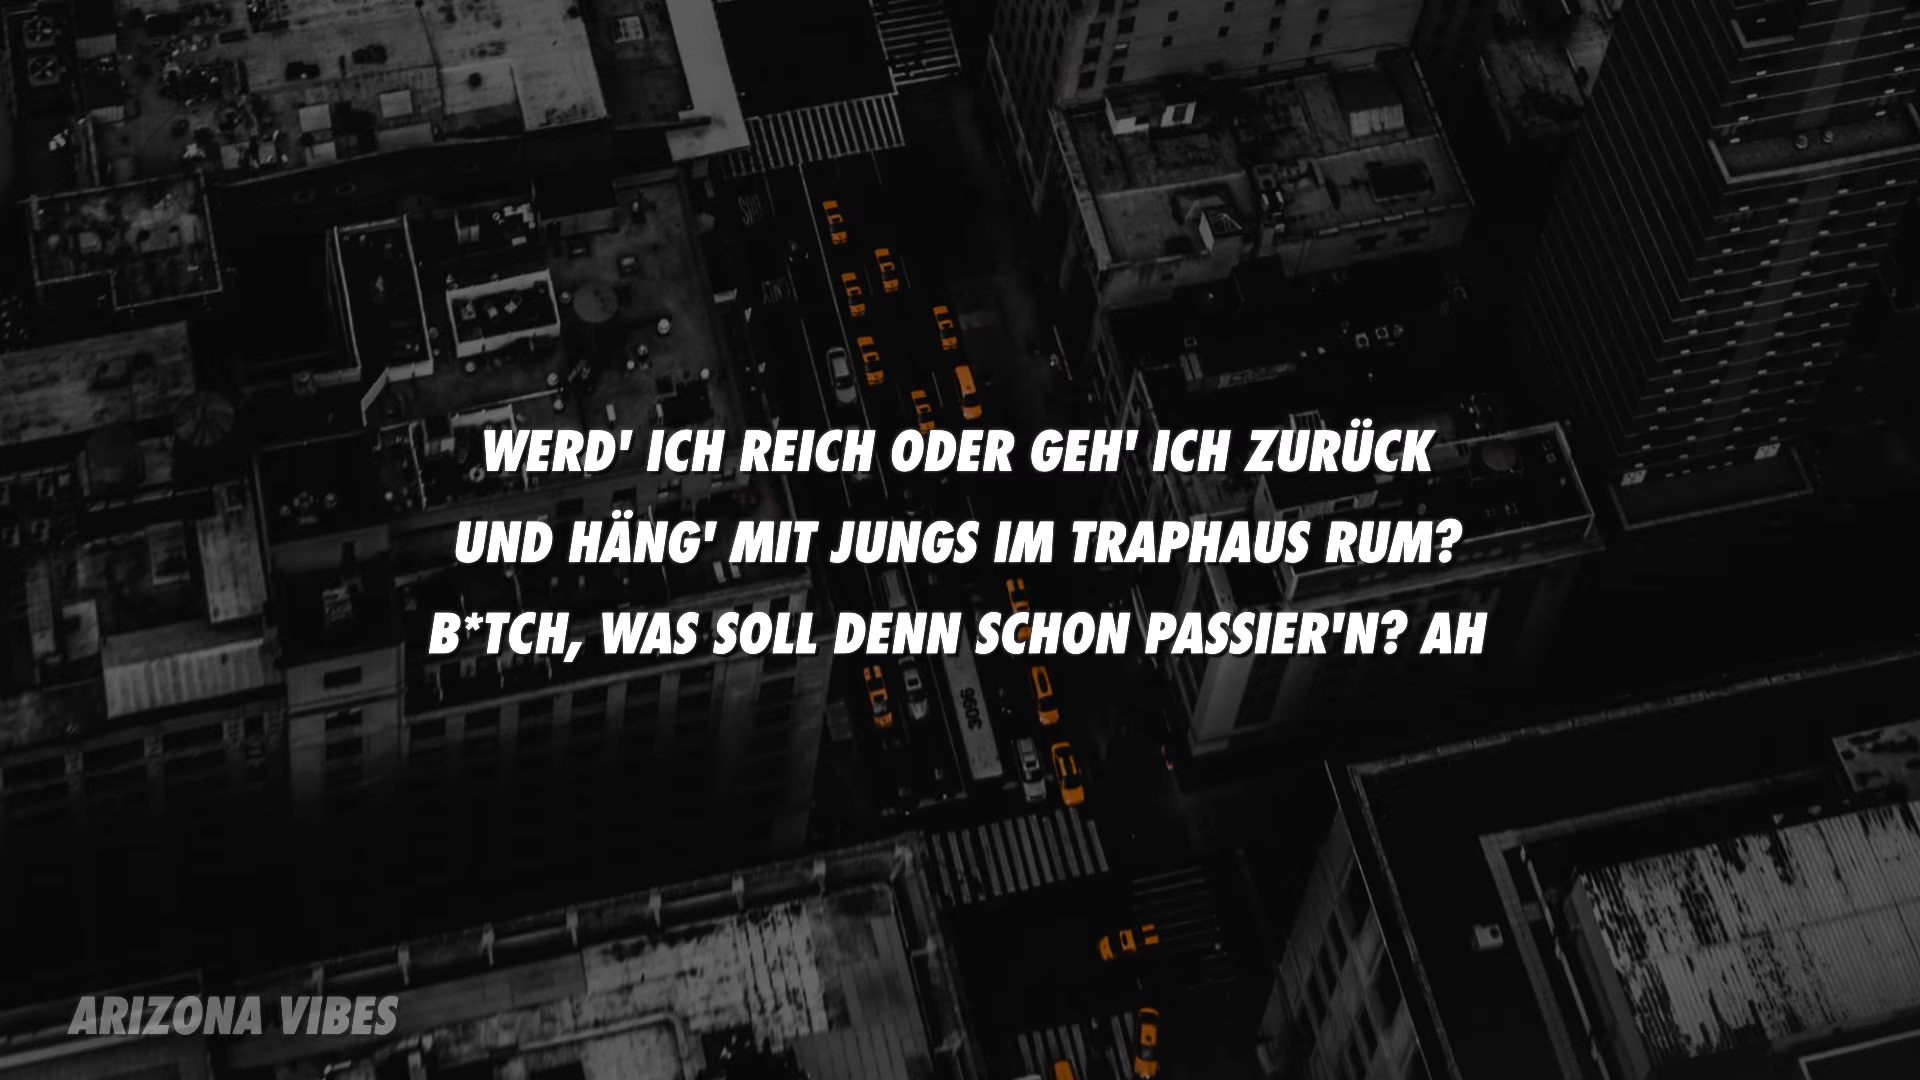 WERD' ICH REICH ODER GEH' ICH ZURÜCK
UND HÄNG' MIT JUNGS IM TRAPHAUS RUM?
B*TCH, WAS SOLL DENN SCHON PASSIER'N? AH
3096
ARIZONA VIBES